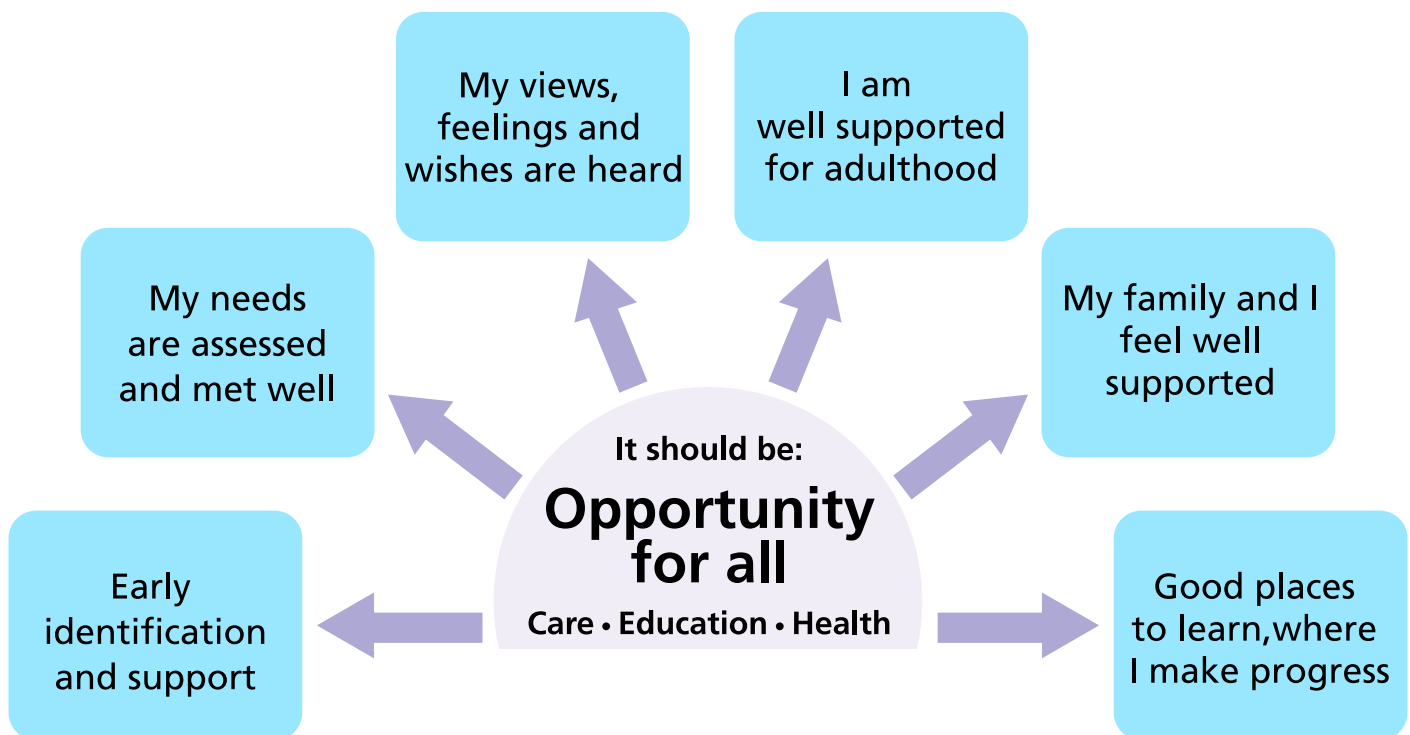 My views,
feelings and
wishes are heard
I am
well supported
for adulthood
My needs
are assessed
and met well
My family and I
feel well
supported
It should be:
Opportunity
for all
Care • Education • Health
Early
identification
and support
Good places
to learn,where
I make progress